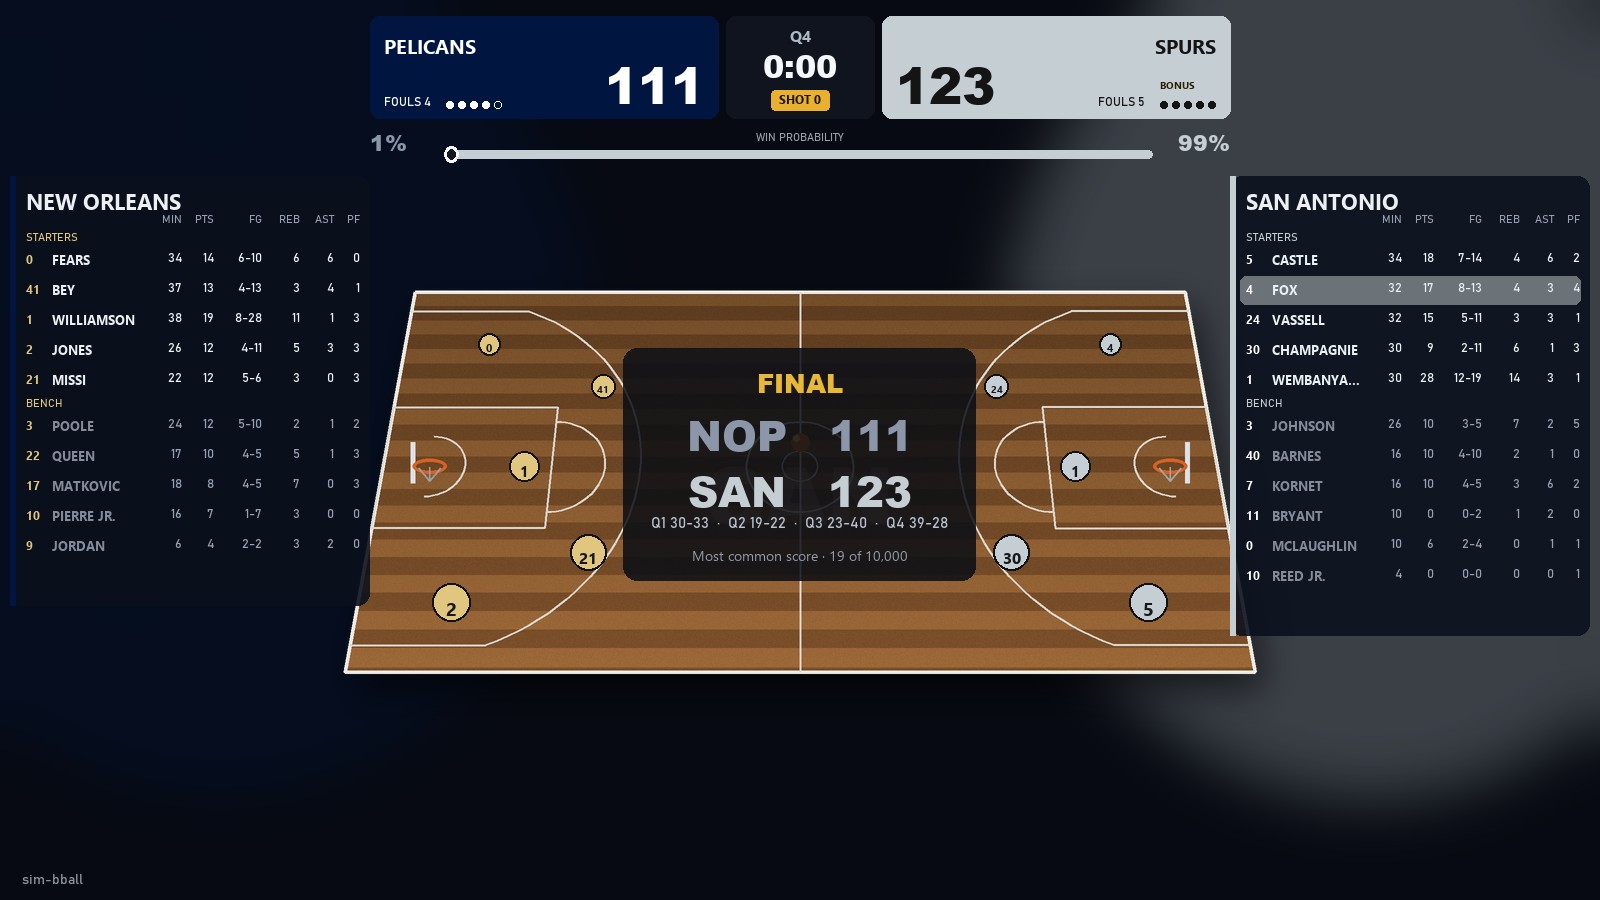 PELICANS
111
FOULS 4
Q4
0:00
SHOT 0
SPURS
123
BONUS
FOULS 5
1%
WIN PROBABILITY
99%
NEW ORLEANS
MIN PTS FG REB AST PF
STARTERS
0 FEARS 34 14 6-10 6 6 0
41 BEY 37 13 4-13 3 4 1
1 WILLIAMSON 38 19 8-28 11 1 3
2 JONES 26 12 4-11 5 3 3
21 MISSI 22 12 5-6 3 0 3
BENCH
3 POOLE 24 12 5-10 2 1 2
22 QUEEN 17 10 4-5 5 1 3
17 MATKOVIC 18 8 4-5 7 0 3
10 PIERRE JR. 16 7 1-7 3 0 0
9 JORDAN 6 4 2-2 3 2 0
0
41
1
21
2
FINAL
NOP 111
SAN 123
Q1 30-33 · Q2 19-22 · Q3 23-40 · Q4 39-28
Most common score · 19 of 10,000
4
24
1
30
5
SAN ANTONIO
MIN PTS FG REB AST PF
STARTERS
5 CASTLE 34 18 7-14 4 6 2
4 FOX 32 17 8-13 4 3 4
24 VASSELL 32 15 5-11 3 3 1
30 CHAMPAGNIE 30 9 2-11 6 1 3
1 WEMBANYA... 30 28 12-19 14 3 1
BENCH
3 JOHNSON 26 10 3-5 7 2 5
40 BARNES 16 10 4-10 2 1 0
7 KORNET 16 10 4-5 3 6 2
11 BRYANT 10 0 0-2 1 2 0
0 MCLAUGHLIN 10 6 2-4 0 1 1
10 REED JR. 4 0 0-0 0 0 1
sim-bball